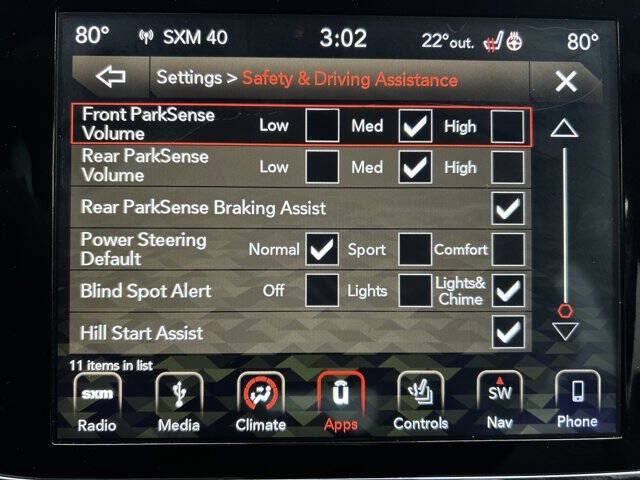 80° SXM 40 3:02 22°out. 80°
Settings > Safety & Driving Assistance
Front ParkSense
Volume Low Med High
Rear ParkSense
Volume Low Med High
Rear ParkSense Braking Assist
Power Steering
Default Normal Sport Comfort
Blind Spot Alert Off Lights Lights&
Chime
Hill Start Assist
11 items in list
sxm SW
Radio Media Climate Apps Controls Nav Phone